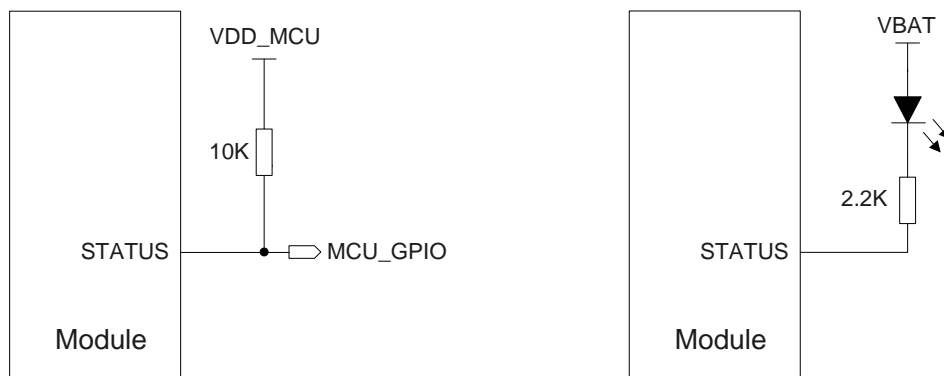 VDD_MCU
10K
STATUS
MCU_GPIO
Module
VBAT
2.2K
STATUS
Module